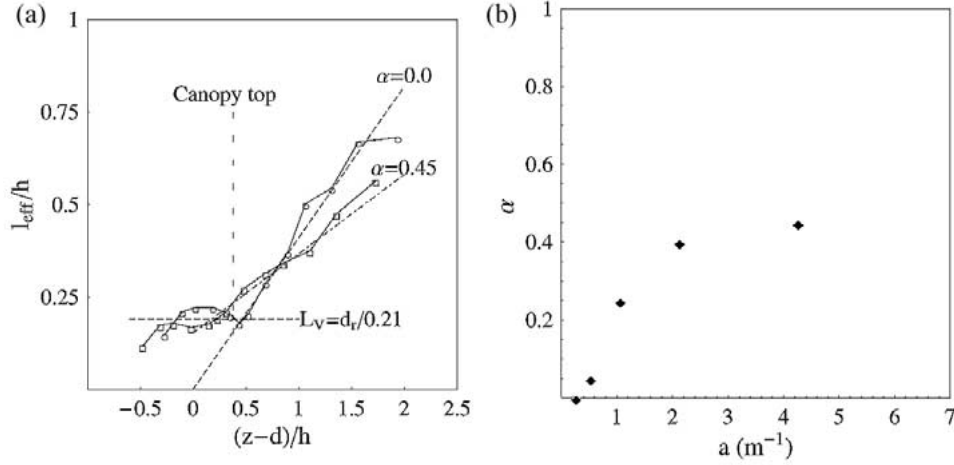 (a)
1
0.75
0.5
0.25
l_eff/h
Canopy top
α=0.0
α=0.45
L_V=d_r/0.21
−0.5 0 0.5 1 1.5 2 2.5
(z−d)/h
(b)
1
0.8
0.6
0.4
0.2
α
1 2 3 4 5 6 7
a (m⁻¹)